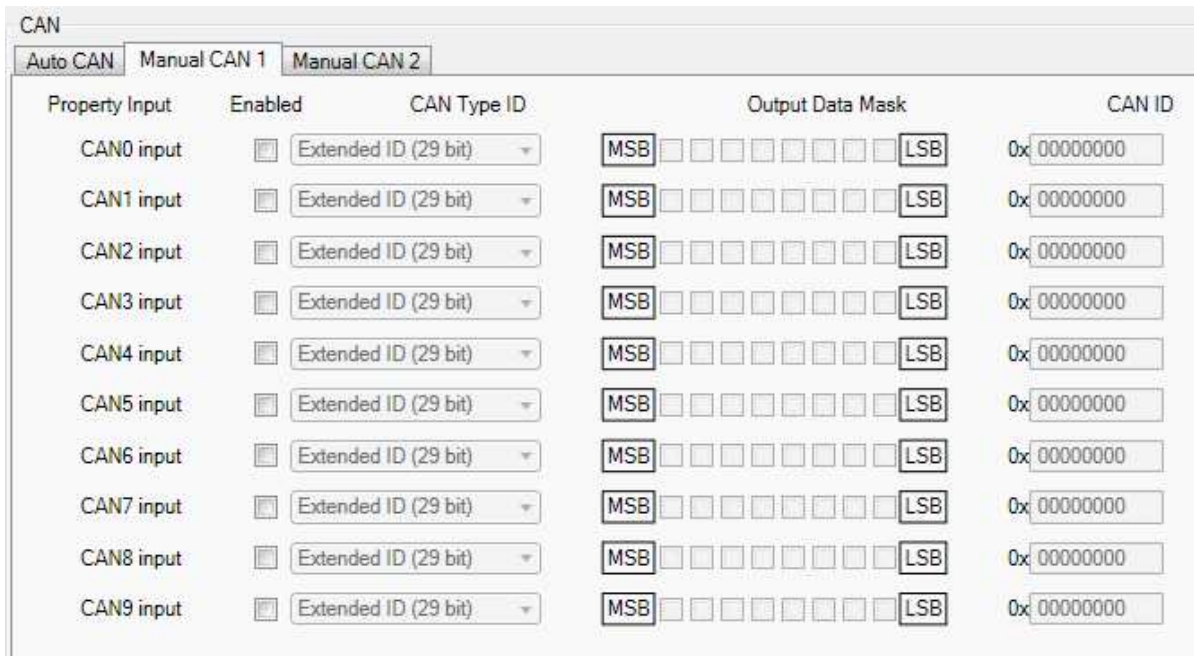 CAN
Auto CAN Manual CAN 1 Manual CAN 2
Property Input Enabled CAN Type ID Output Data Mask CAN ID
CAN0 input Extended ID (29 bit) MSB LSB 0x 00000000
CAN1 input Extended ID (29 bit) MSB LSB 0x 00000000
CAN2 input Extended ID (29 bit) MSB LSB 0x 00000000
CAN3 input Extended ID (29 bit) MSB LSB 0x 00000000
CAN4 input Extended ID (29 bit) MSB LSB 0x 00000000
CAN5 input Extended ID (29 bit) MSB LSB 0x 00000000
CAN6 input Extended ID (29 bit) MSB LSB 0x 00000000
CAN7 input Extended ID (29 bit) MSB LSB 0x 00000000
CAN8 input Extended ID (29 bit) MSB LSB 0x 00000000
CAN9 input Extended ID (29 bit) MSB LSB 0x 00000000